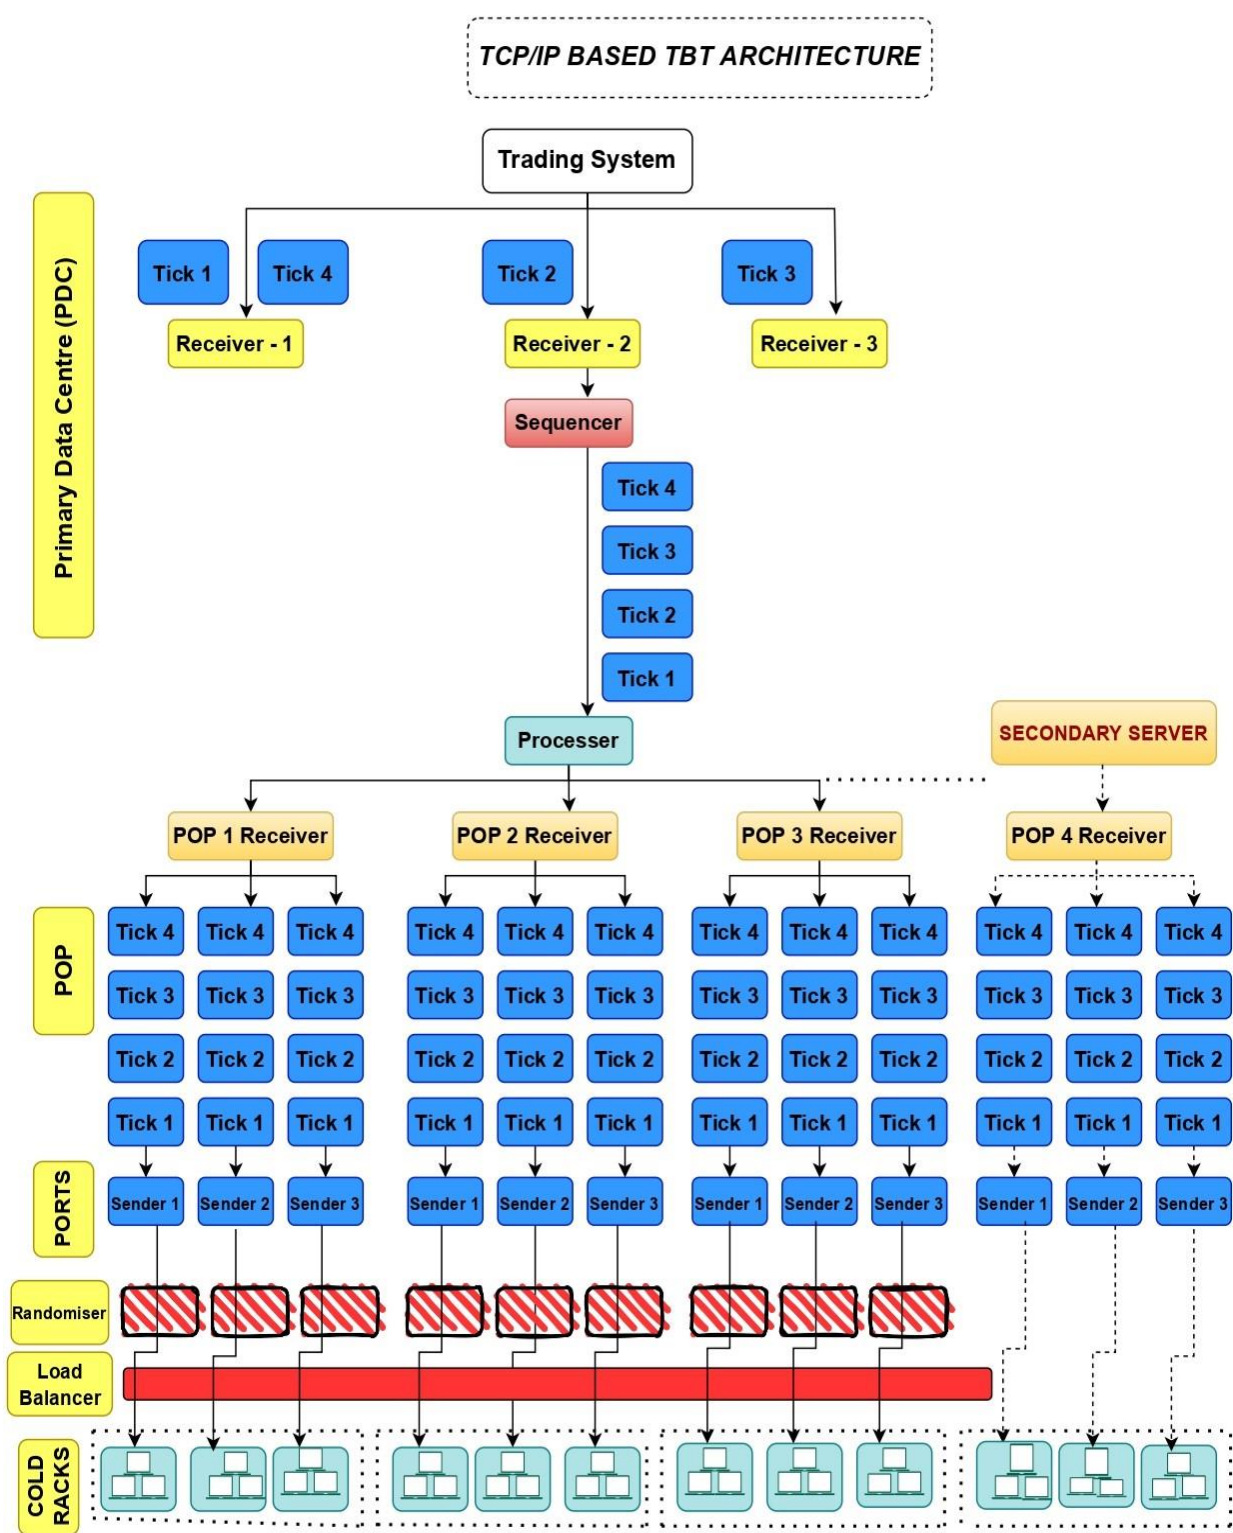 TCP/IP BASED TBT ARCHITECTURE
Trading System
Primary Data Centre (PDC)
Tick 1
Tick 4
Tick 2
Tick 3
Receiver - 1
Receiver - 2
Receiver - 3
Sequencer
Tick 4
Tick 3
Tick 2
Tick 1
Processer
SECONDARY SERVER
POP 1 Receiver
POP 2 Receiver
POP 3 Receiver
POP 4 Receiver
POP
Tick 4
Tick 4
Tick 4
Tick 4
Tick 4
Tick 4
Tick 4
Tick 4
Tick 4
Tick 4
Tick 4
Tick 4
Tick 3
Tick 3
Tick 3
Tick 3
Tick 3
Tick 3
Tick 3
Tick 3
Tick 3
Tick 3
Tick 3
Tick 3
Tick 2
Tick 2
Tick 2
Tick 2
Tick 2
Tick 2
Tick 2
Tick 2
Tick 2
Tick 2
Tick 2
Tick 2
Tick 1
Tick 1
Tick 1
Tick 1
Tick 1
Tick 1
Tick 1
Tick 1
Tick 1
Tick 1
Tick 1
Tick 1
PORTS
Sender 1
Sender 2
Sender 3
Sender 1
Sender 2
Sender 3
Sender 1
Sender 2
Sender 3
Sender 1
Sender 2
Sender 3
Randomiser
Load
Balancer
COLD
RACKS